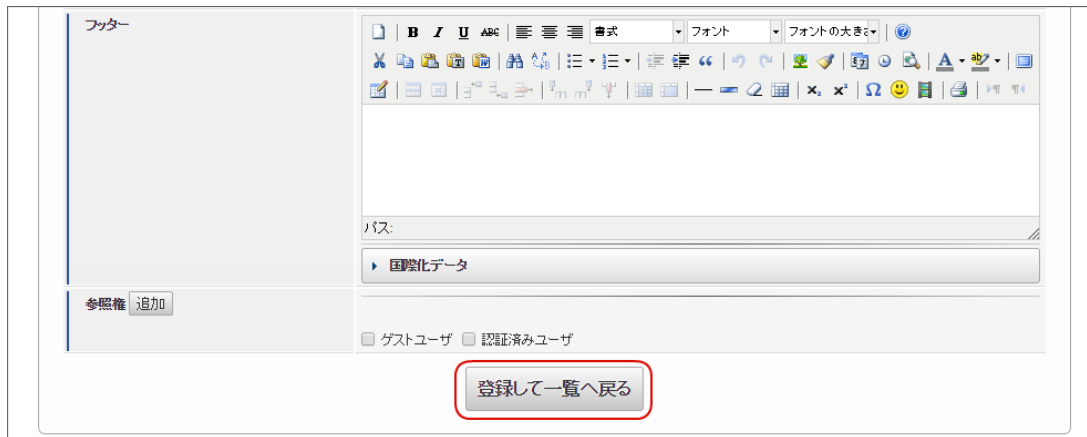 フッター
B I U ABC 書式 フォント フォントの大きさ
パス:
国際化データ
参照権 追加
ゲストユーザ 認証済みユーザ
登録して一覧へ戻る